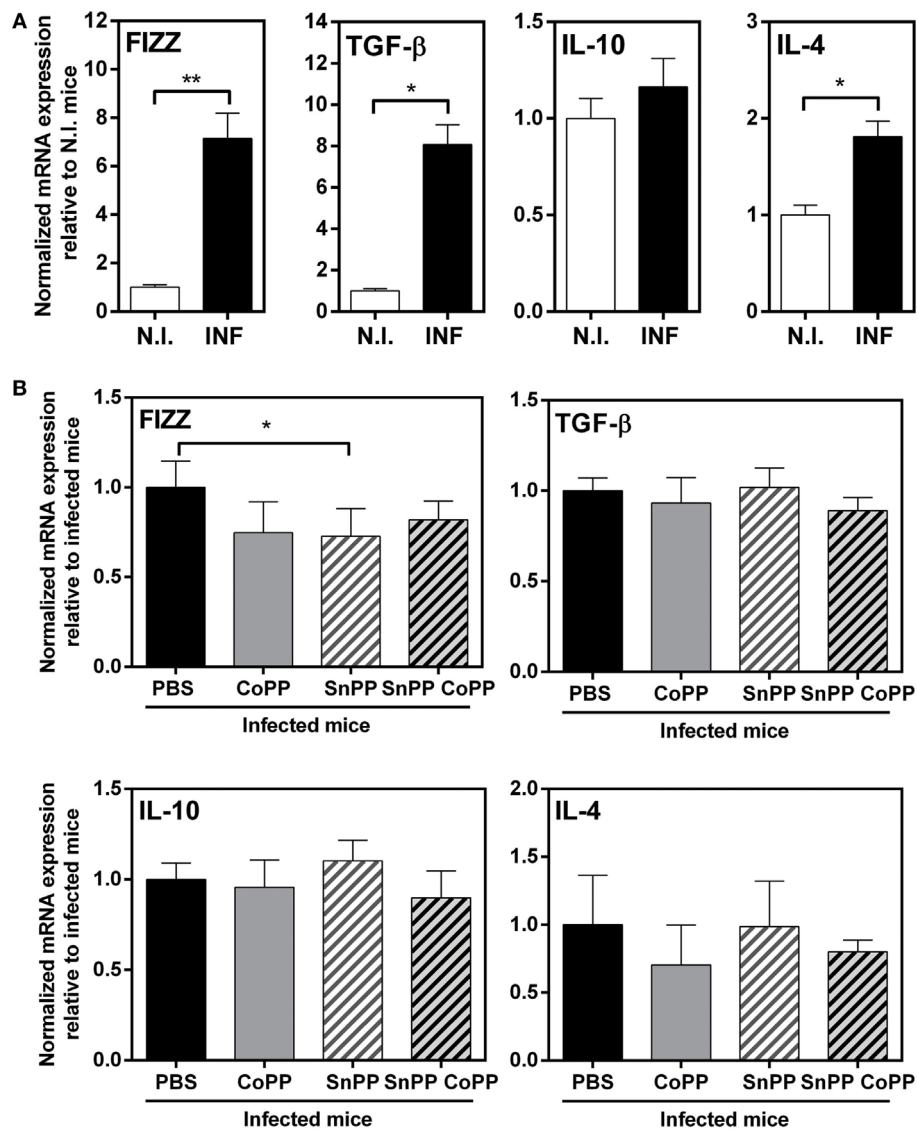 A
Normalized mRNA expression
relative to N.I. mice
FIZZ
12
10
8
6
4
2
0
**
N.I. INF
TGF-β
14
12
10
8
6
4
2
0
*
N.I. INF
IL-10
1.5
1.0
0.5
0.0
N.I. INF
IL-4
3
2
1
0
*
N.I. INF
B
Normalized mRNA expression
relative to infected mice
FIZZ
1.5
1.0
0.5
0.0
*
PBS CoPP SnPP SnPP CoPP
Infected mice
TGF-β
1.5
1.0
0.5
0.0
PBS CoPP SnPP SnPP CoPP
Infected mice
Normalized mRNA expression
relative to infected mice
IL-10
1.5
1.0
0.5
0.0
PBS CoPP SnPP SnPP CoPP
Infected mice
IL-4
2.0
1.5
1.0
0.5
0.0
PBS CoPP SnPP SnPP CoPP
Infected mice